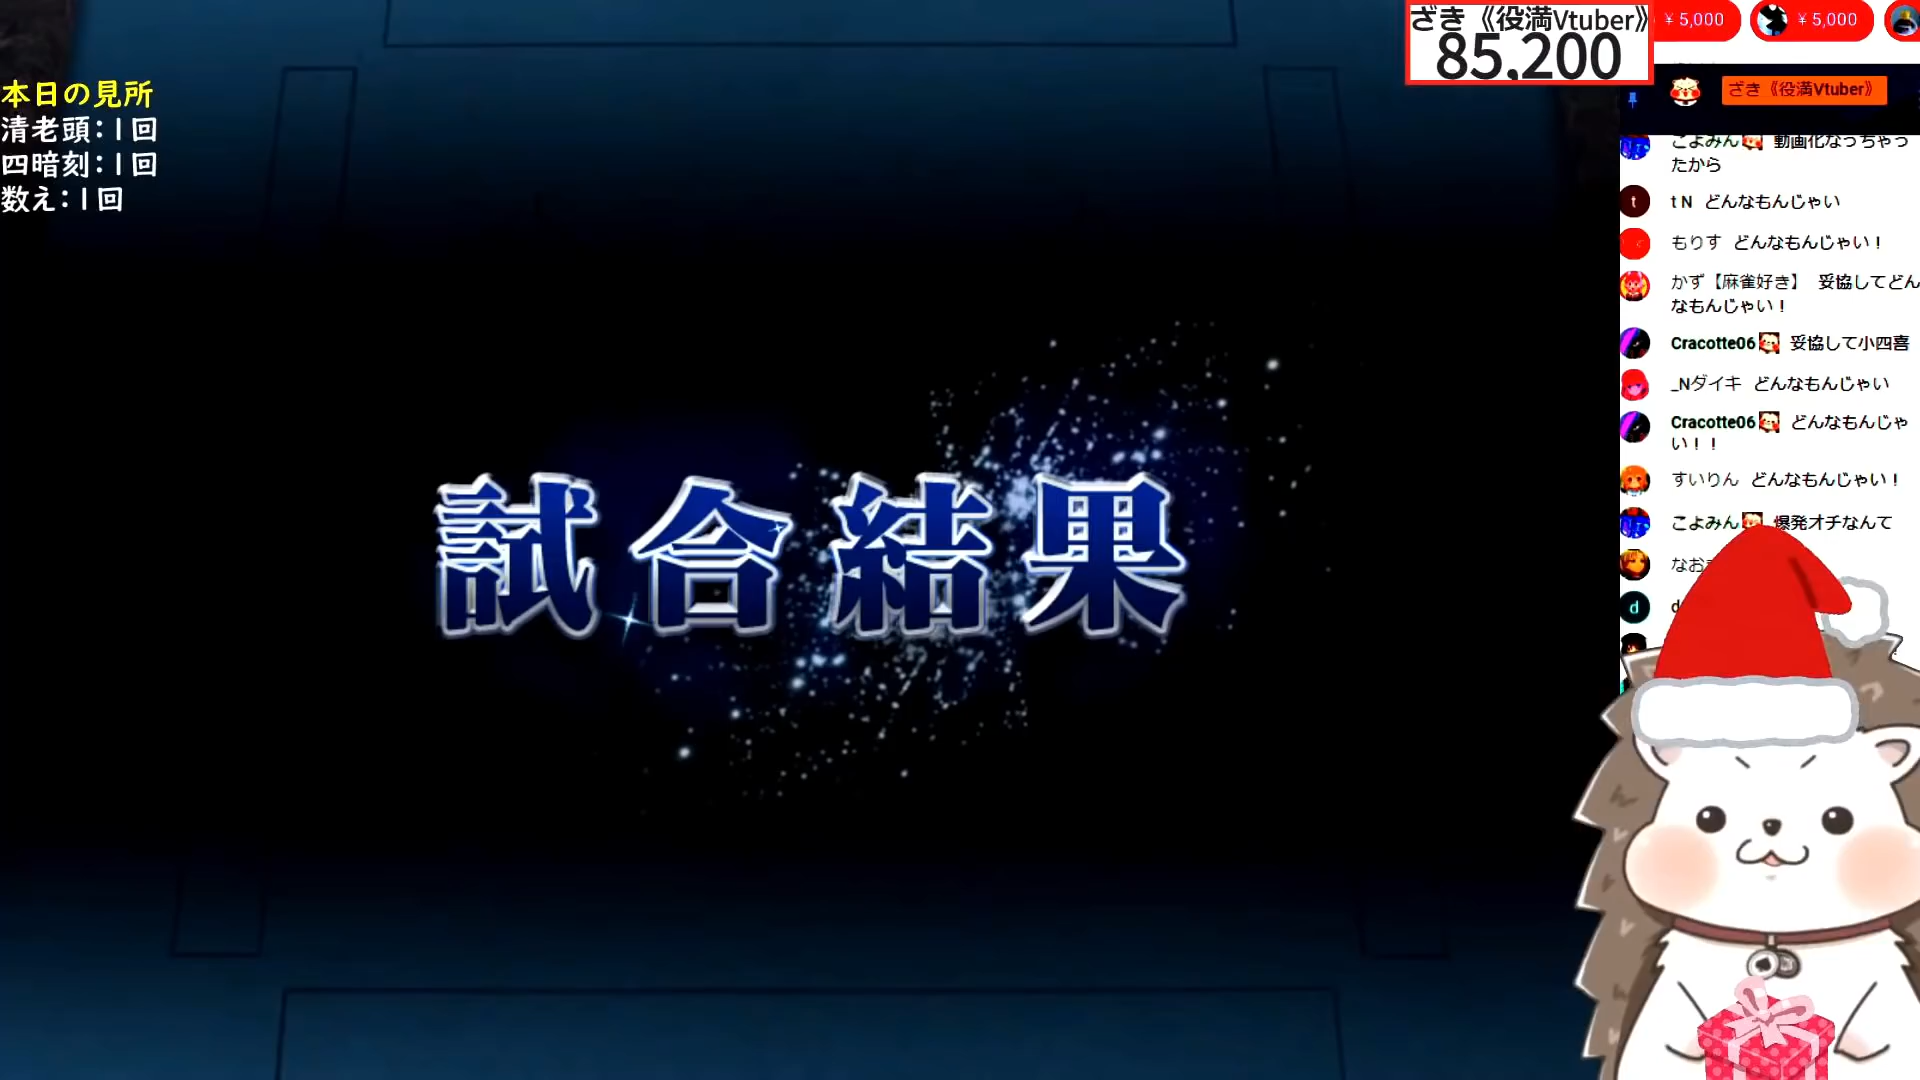 本日の見所
清老頭:1回
四暗刻:1回
数え:1回
試合結果
ざき《役満Vtuber》
85,200
¥ 5,000
¥ 5,000
ざき《役満Vtuber》
こよみん 動画化なっちゃっ
たから
t
t N どんなもんじゃい
もりす どんなもんじゃい！
かず【麻雀好き】 妥協してどん
なもんじゃい！
Cracotte06 妥協して小四喜
_Nダイキ どんなもんじゃい
Cracotte06 どんなもんじゃ
い！！
すいりん どんなもんじゃい！
こよみん 爆発オチなんて
なお
d